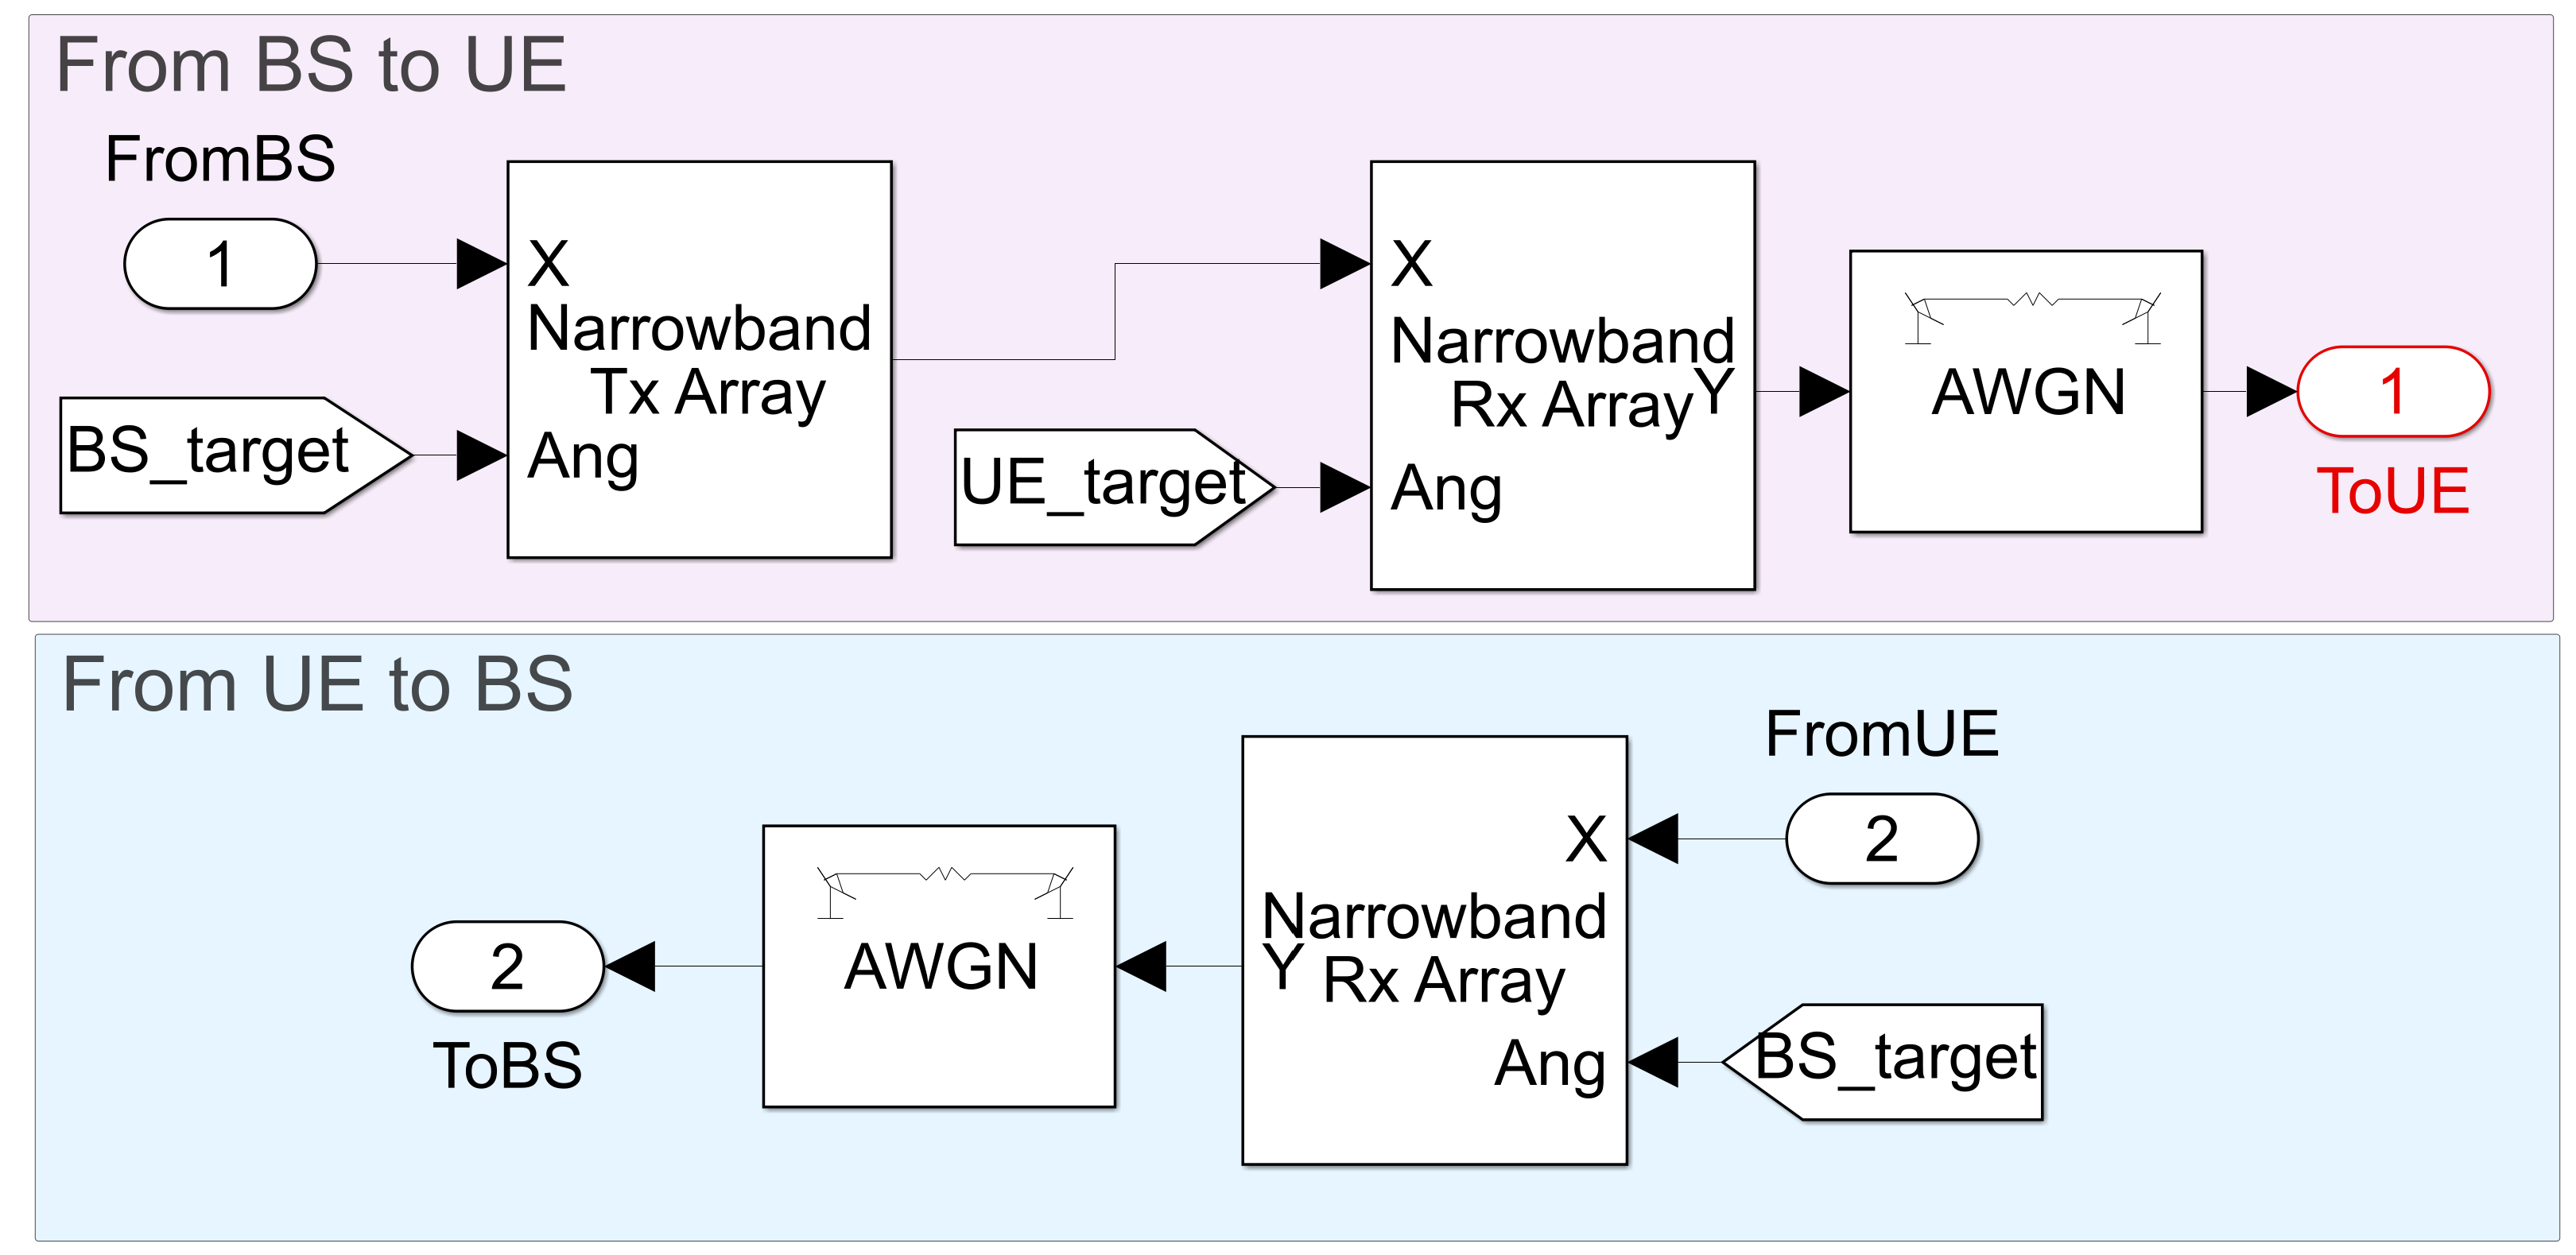 From BS to UE
FromBS
1
X
Narrowband
Tx Array
BS_target
Ang
X
Narrowband
Rx Array
Y
UE_target
Ang
AWGN
1
ToUE
From UE to BS
FromUE
2
X
Narrowband
Rx Array
Y
Ang
BS_target
AWGN
2
ToBS